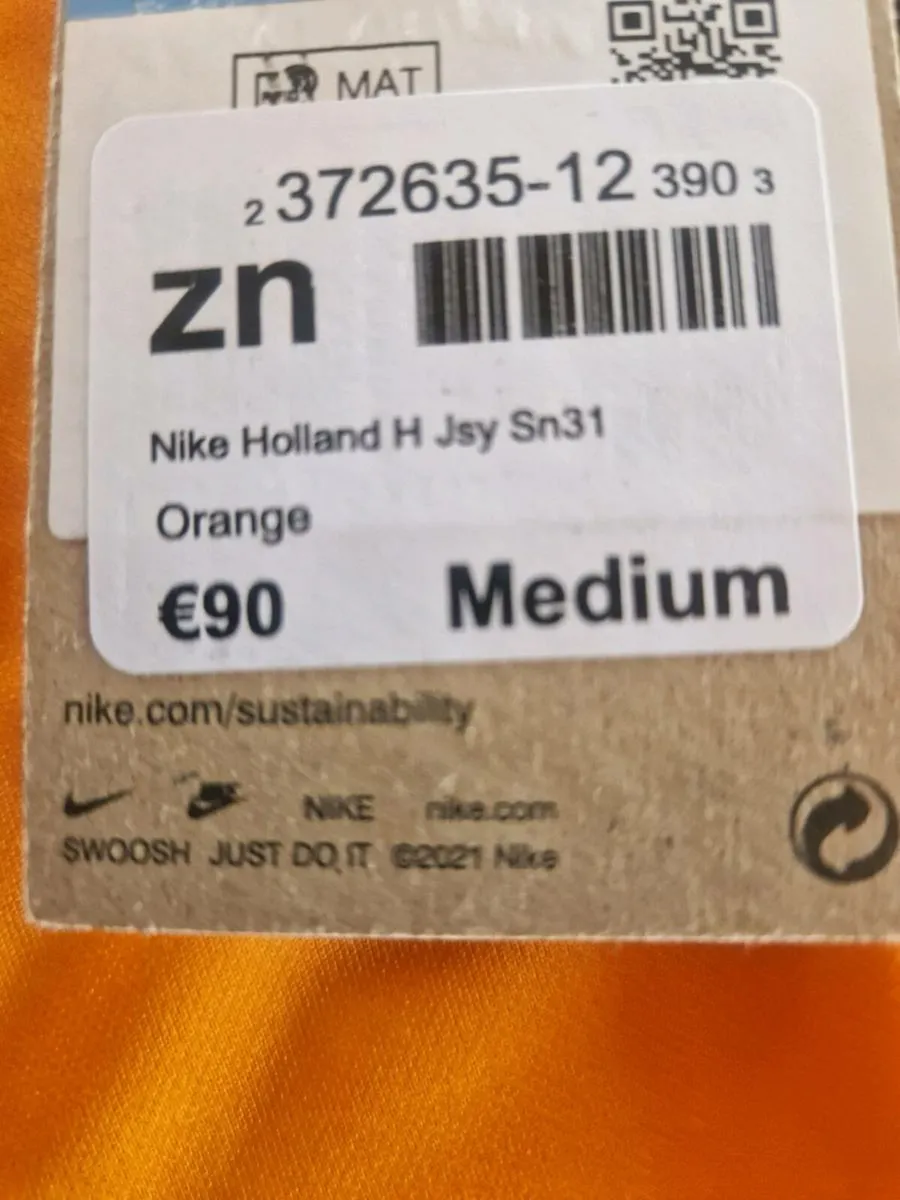 MAT
2 372635-12 390 3
zn
Nike Holland H Jsy Sn31
Orange
€90 Medium
nike.com/sustainability
NIKE nike.com
SWOOSH JUST DO IT ©2021 Nike